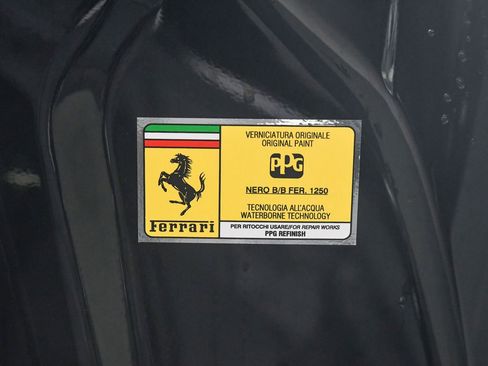 VERNICIATURA ORIGINALE
ORIGINAL PAINT
PPG
NERO B/B FER. 1250
TECNOLOGIA ALL'ACQUA
WATERBORNE TECHNOLOGY
Ferrari
PER RITOCCHI USARE/FOR REPAIR WORKS
PPG REFINISH